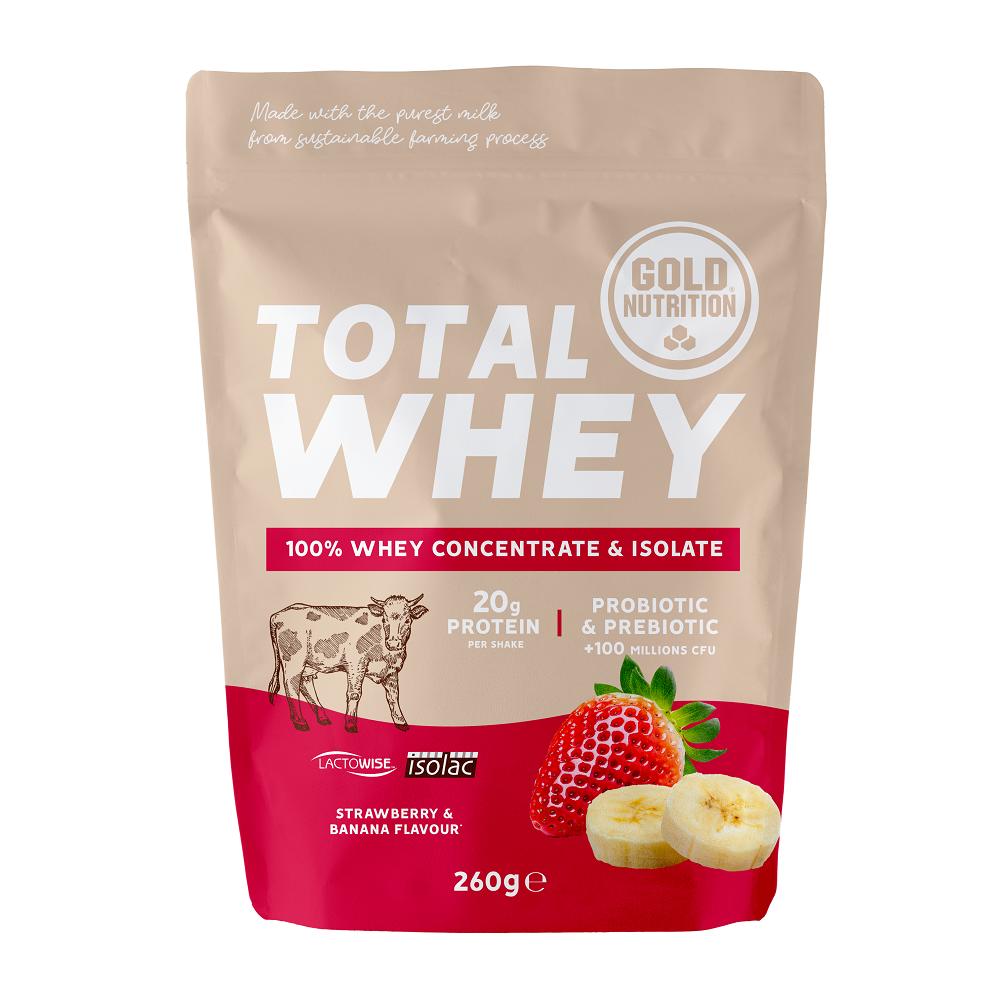 Made with the purest milk
from sustainable farming process
GOLD
NUTRITION®
TOTAL
WHEY
100% WHEY CONCENTRATE & ISOLATE
20g
PROTEIN
PER SHAKE
PROBIOTIC
& PREBIOTIC
+100 MILLIONS CFU
LACTOWISE™
isolac
STRAWBERRY &
BANANA FLAVOUR*
260g ℮